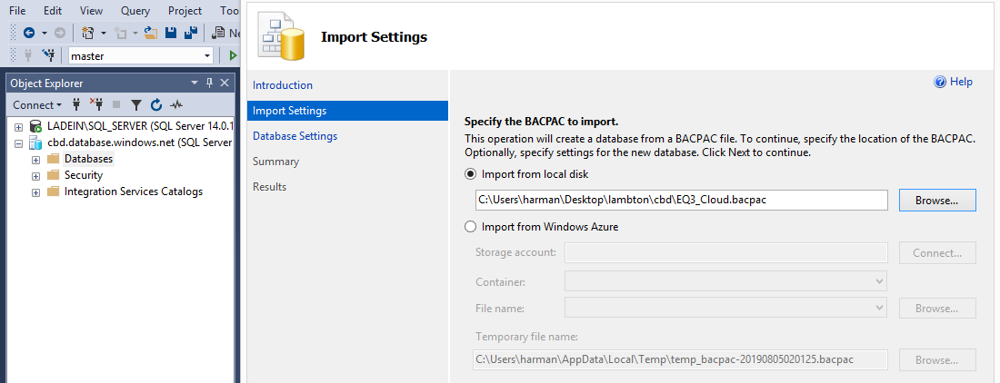 File Edit View Query Project Too
Ne
master
Object Explorer
Connect
LADEIN\SQL_SERVER (SQL Server 14.0.1
cbd.database.windows.net (SQL Server
Databases
Security
Integration Services Catalogs
Import Settings
Introduction
Import Settings
Database Settings
Summary
Results
Help
Specify the BACPAC to import.
This operation will create a database from a BACPAC file. To continue, specify the location of the BACPAC.
Optionally, specify settings for the new database. Click Next to continue.
Import from local disk
C:\Users\harman\Desktop\lambton\cbd\EQ3_Cloud.bacpac
Browse...
Import from Windows Azure
Storage account:
Connect...
Container:
File name:
Browse...
Temporary file name:
C:\Users\harman\AppData\Local\Temp\temp_bacpac-20190805020125.bacpac
Browse...